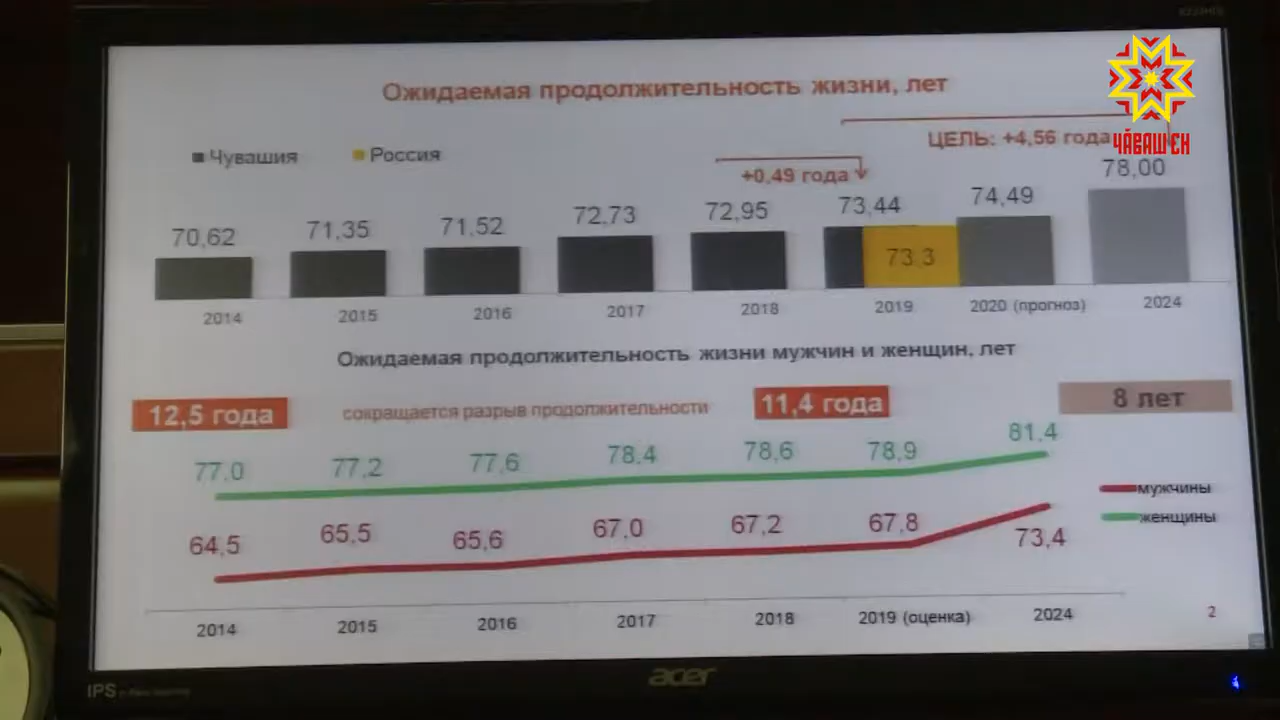 Ожидаемая продолжительность жизни, лет
ЧӐВАШ ЕН
ЦЕЛЬ: +4,56 года
Чувашия Россия
+0,49 года
70,62 71,35 71,52 72,73 72,95 73,44 74,49 78,00
73,3
2014 2015 2016 2017 2018 2019 2020 (прогноз) 2024
Ожидаемая продолжительность жизни мужчин и женщин, лет
12,5 года сокращается разрыв продолжительности 11,4 года 8 лет
77,0 77,2 77,6 78,4 78,6 78,9 81,4
мужчины
женщины
64,5 65,5 65,6 67,0 67,2 67,8 73,4
2014 2015 2016 2017 2018 2019 (оценка) 2024
2
IPS
acer